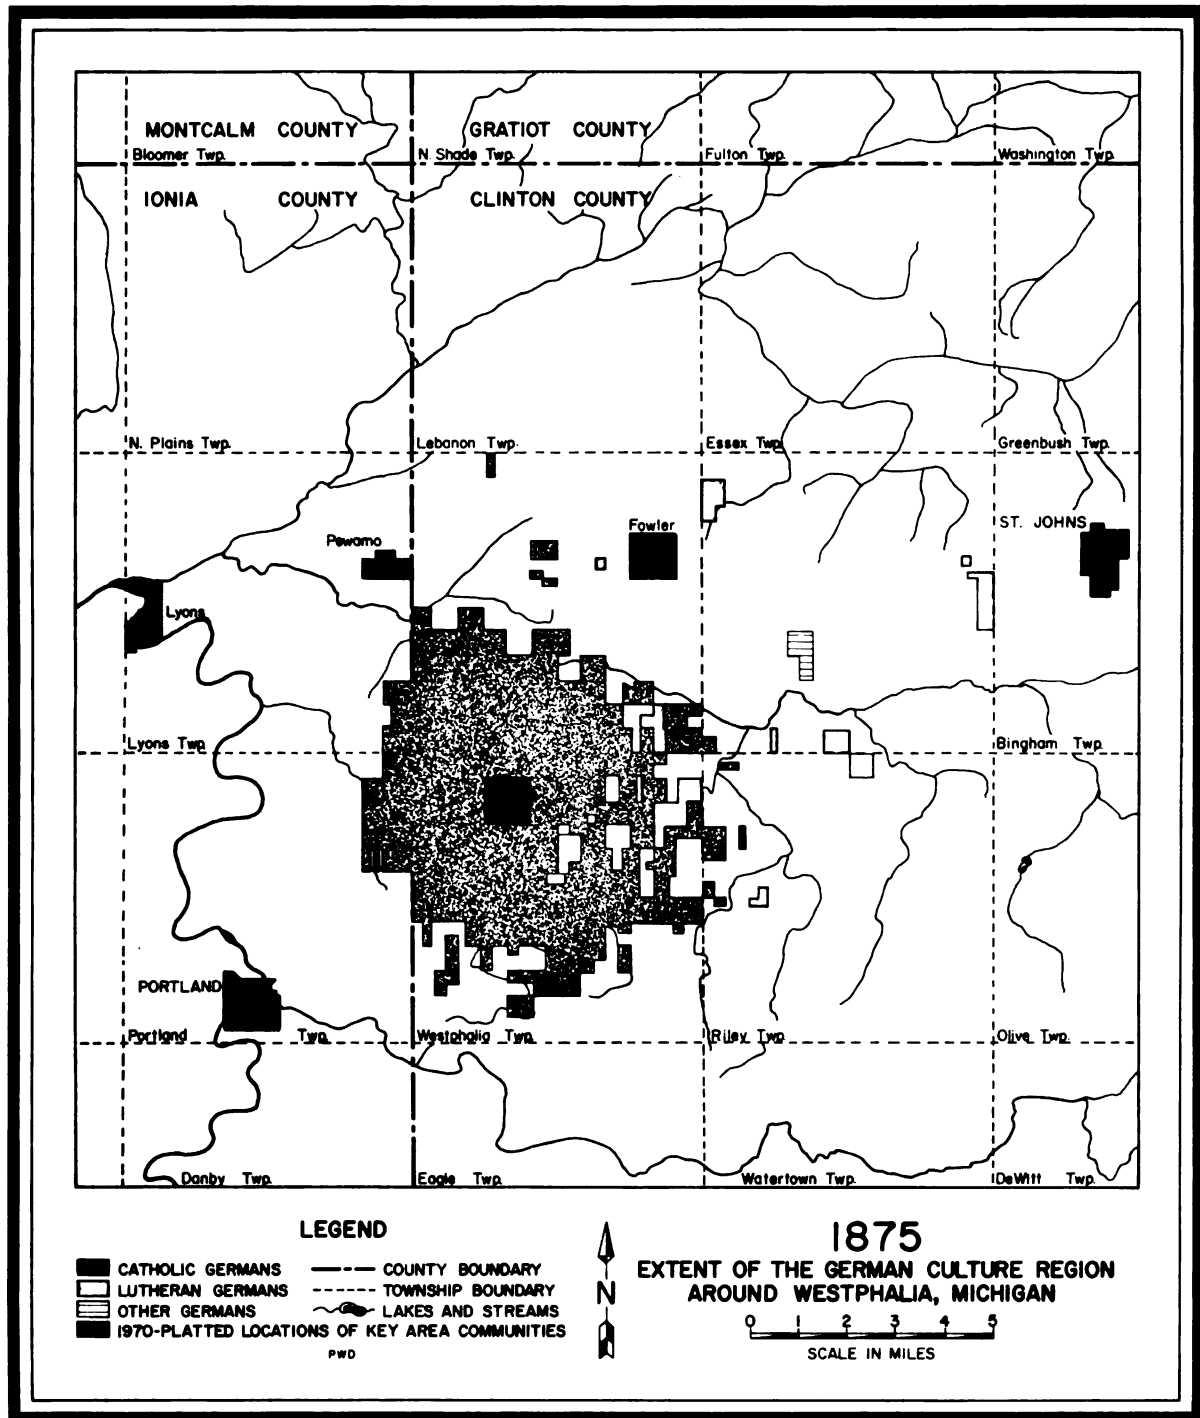 MONTCALM COUNTY
GRATIOT COUNTY
Bloomer Twp.
N. Shade Twp.
Fulton Twp.
Washington Twp.
IONIA COUNTY
CLINTON COUNTY
N. Plains Twp.
Lebanon Twp.
Essex Twp.
Greenbush Twp.
ST. JOHNS
Fowler
Pewamo
Lyons
Lyons Twp.
Bingham Twp.
PORTLAND
Portland Twp.
Westphalia Twp.
Riley Twp.
Olive Twp.
Danby Twp.
Eagle Twp.
Watertown Twp.
DeWitt Twp.
LEGEND
CATHOLIC GERMANS
LUTHERAN GERMANS
OTHER GERMANS
1970-PLATTED LOCATIONS OF KEY AREA COMMUNITIES
COUNTY BOUNDARY
TOWNSHIP BOUNDARY
LAKES AND STREAMS
PWD
N
1875
EXTENT OF THE GERMAN CULTURE REGION
AROUND WESTPHALIA, MICHIGAN
0 1 2 3 4 5
SCALE IN MILES